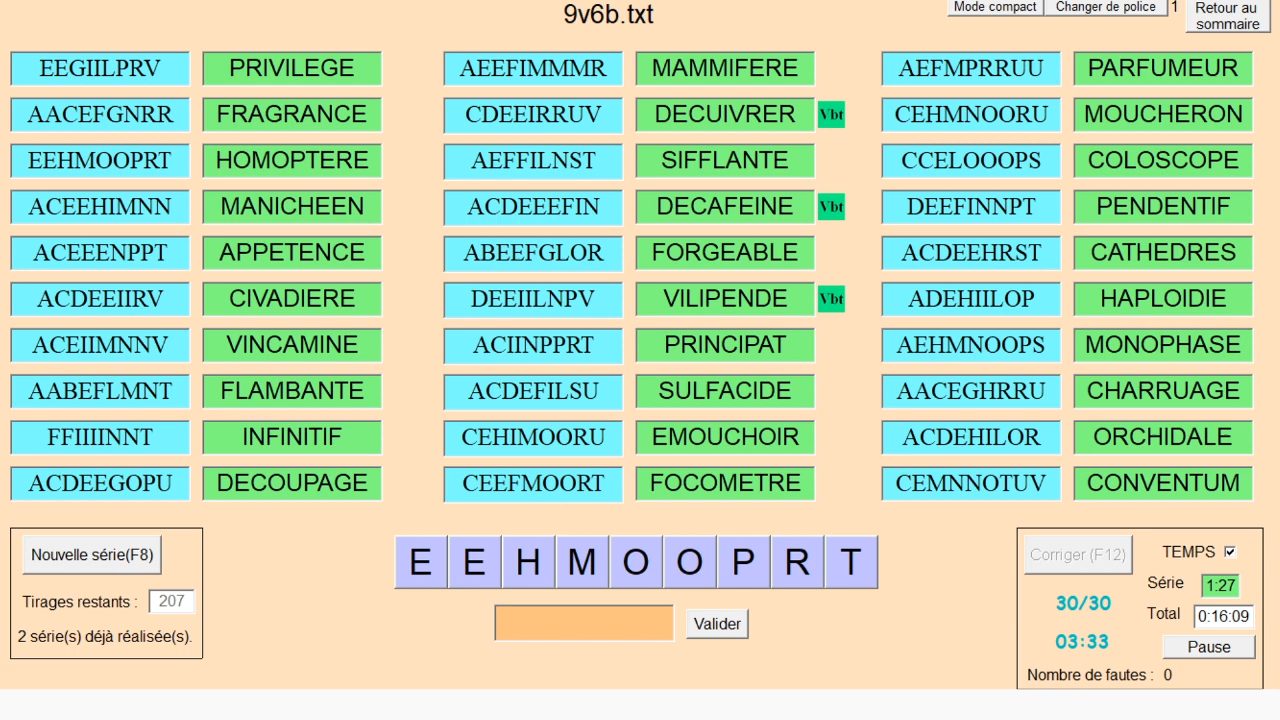 9v6b.txt
Mode compact Changer de police 1 Retour au sommaire
EEGIILPRV PRIVILEGE AEEFIMMMR MAMMIFERE AEFMPRRUU PARFUMEUR
AACEFGNRR FRAGRANCE CDEEIRRUV DECUIVRER Vbt CEHMNOORU MOUCHERON
EEHMOOPRT HOMOPTERE AEFFILNST SIFFLANTE CCELOOOPS COLOSCOPE
ACEEHIMNN MANICHEEN ACDEEEFIN DECAFEINE Vbt DEEFINNPT PENDENTIF
ACEEENPPT APPETENCE ABEEFGLOR FORGEABLE ACDEEHRST CATHEDRES
ACDEEIIRV CIVADIERE DEEIILNPV VILIPENDE Vbt ADEHIILOP HAPLOIDIE
ACEIIMNNV VINCAMINE ACIINPPRT PRINCIPAT AEHMNOOPS MONOPHASE
AABEFLMNT FLAMBANTE ACDEFILSU SULFACIDE AACEGHRRU CHARRUAGE
FFIIIINNT INFINITIF CEHIMOORU EMOUCHOIR ACDEHILOR ORCHIDALE
ACDEEGOPU DECOUPAGE CEEFMOORT FOCOMETRE CEMNNOTUV CONVENTUM
Nouvelle série(F8)
Tirages restants : 207
2 série(s) déjà réalisée(s).
E E H M O O P R T
Valider
Corriger (F12) TEMPS
Série 1:27
30/30
Total 0:16:09
03:33
Pause
Nombre de fautes : 0